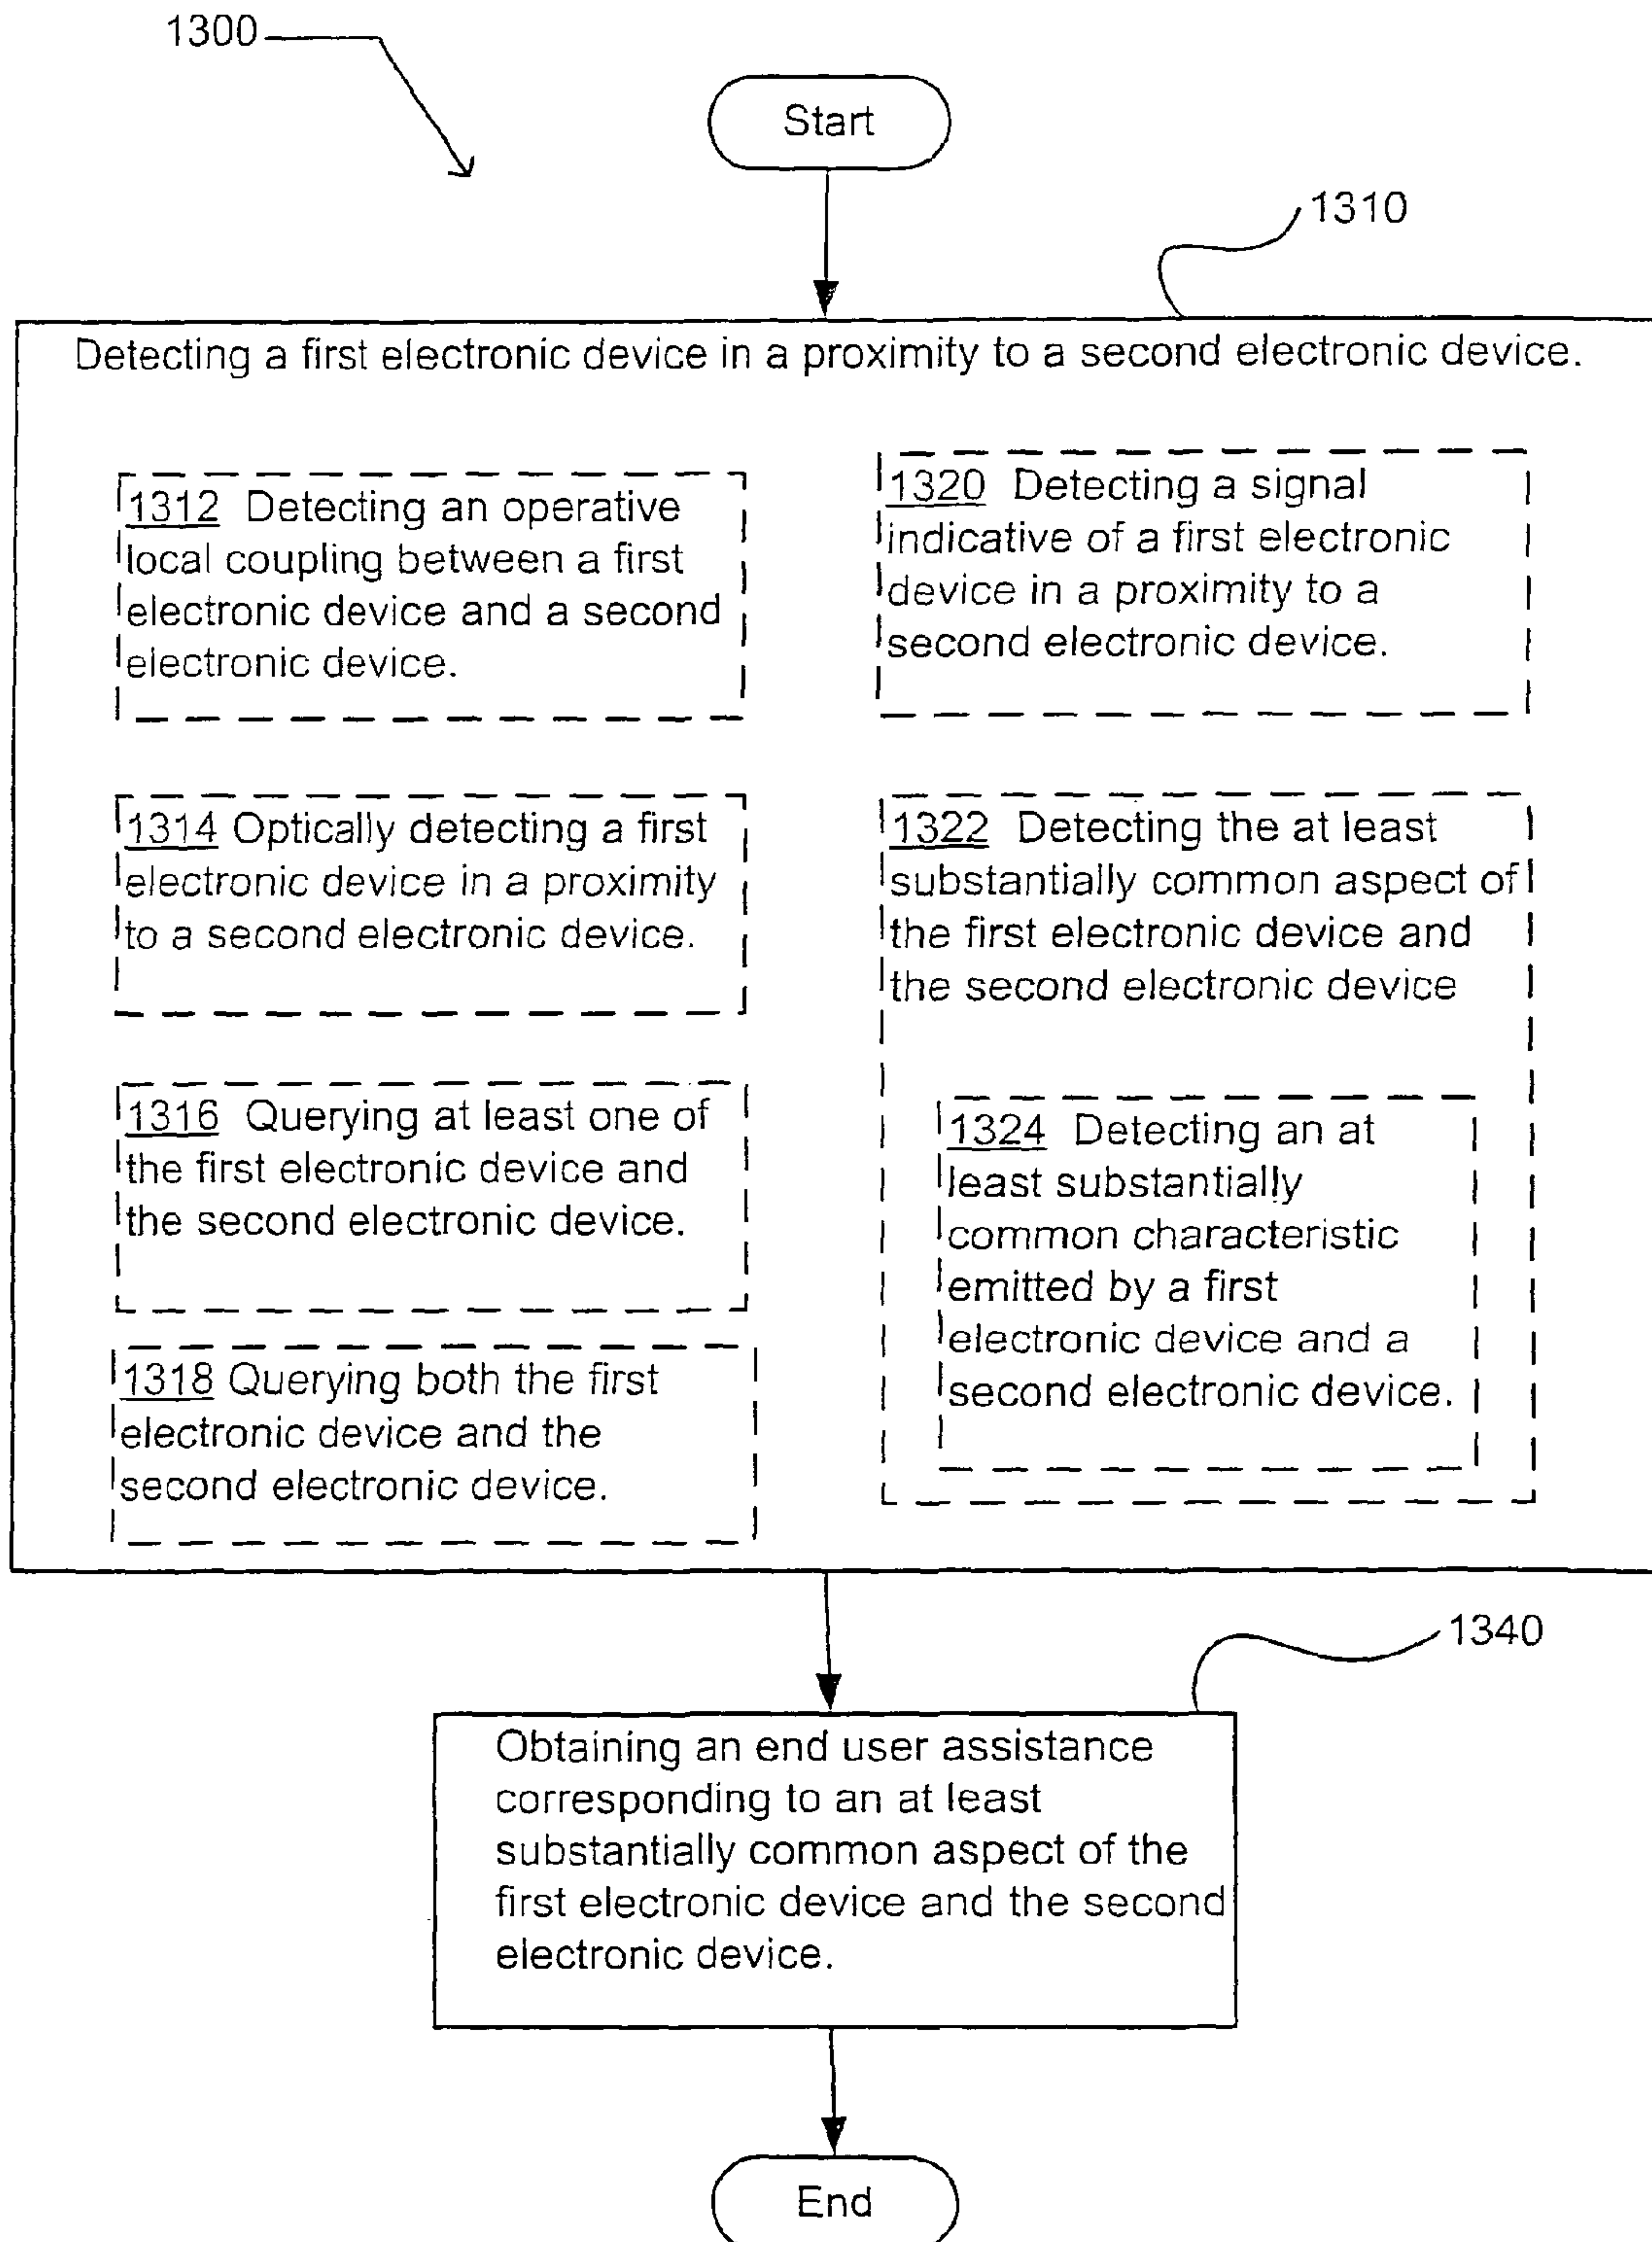 1300
Start
1310
Detecting a first electronic device in a proximity to a second electronic device.
1312 Detecting an operative
local coupling between a first
electronic device and a second
electronic device.
1314 Optically detecting a first
electronic device in a proximity
to a second electronic device.
1316 Querying at least one of
the first electronic device and
the second electronic device.
1318 Querying both the first
electronic device and the
second electronic device.
1320 Detecting a signal
indicative of a first electronic
device in a proximity to a
second electronic device.
1322 Detecting the at least
substantially common aspect of
the first electronic device and
the second electronic device
1324 Detecting an at
least substantially
common characteristic
emitted by a first
electronic device and a
second electronic device.
1340
Obtaining an end user assistance
corresponding to an at least
substantially common aspect of the
first electronic device and the second
electronic device.
End